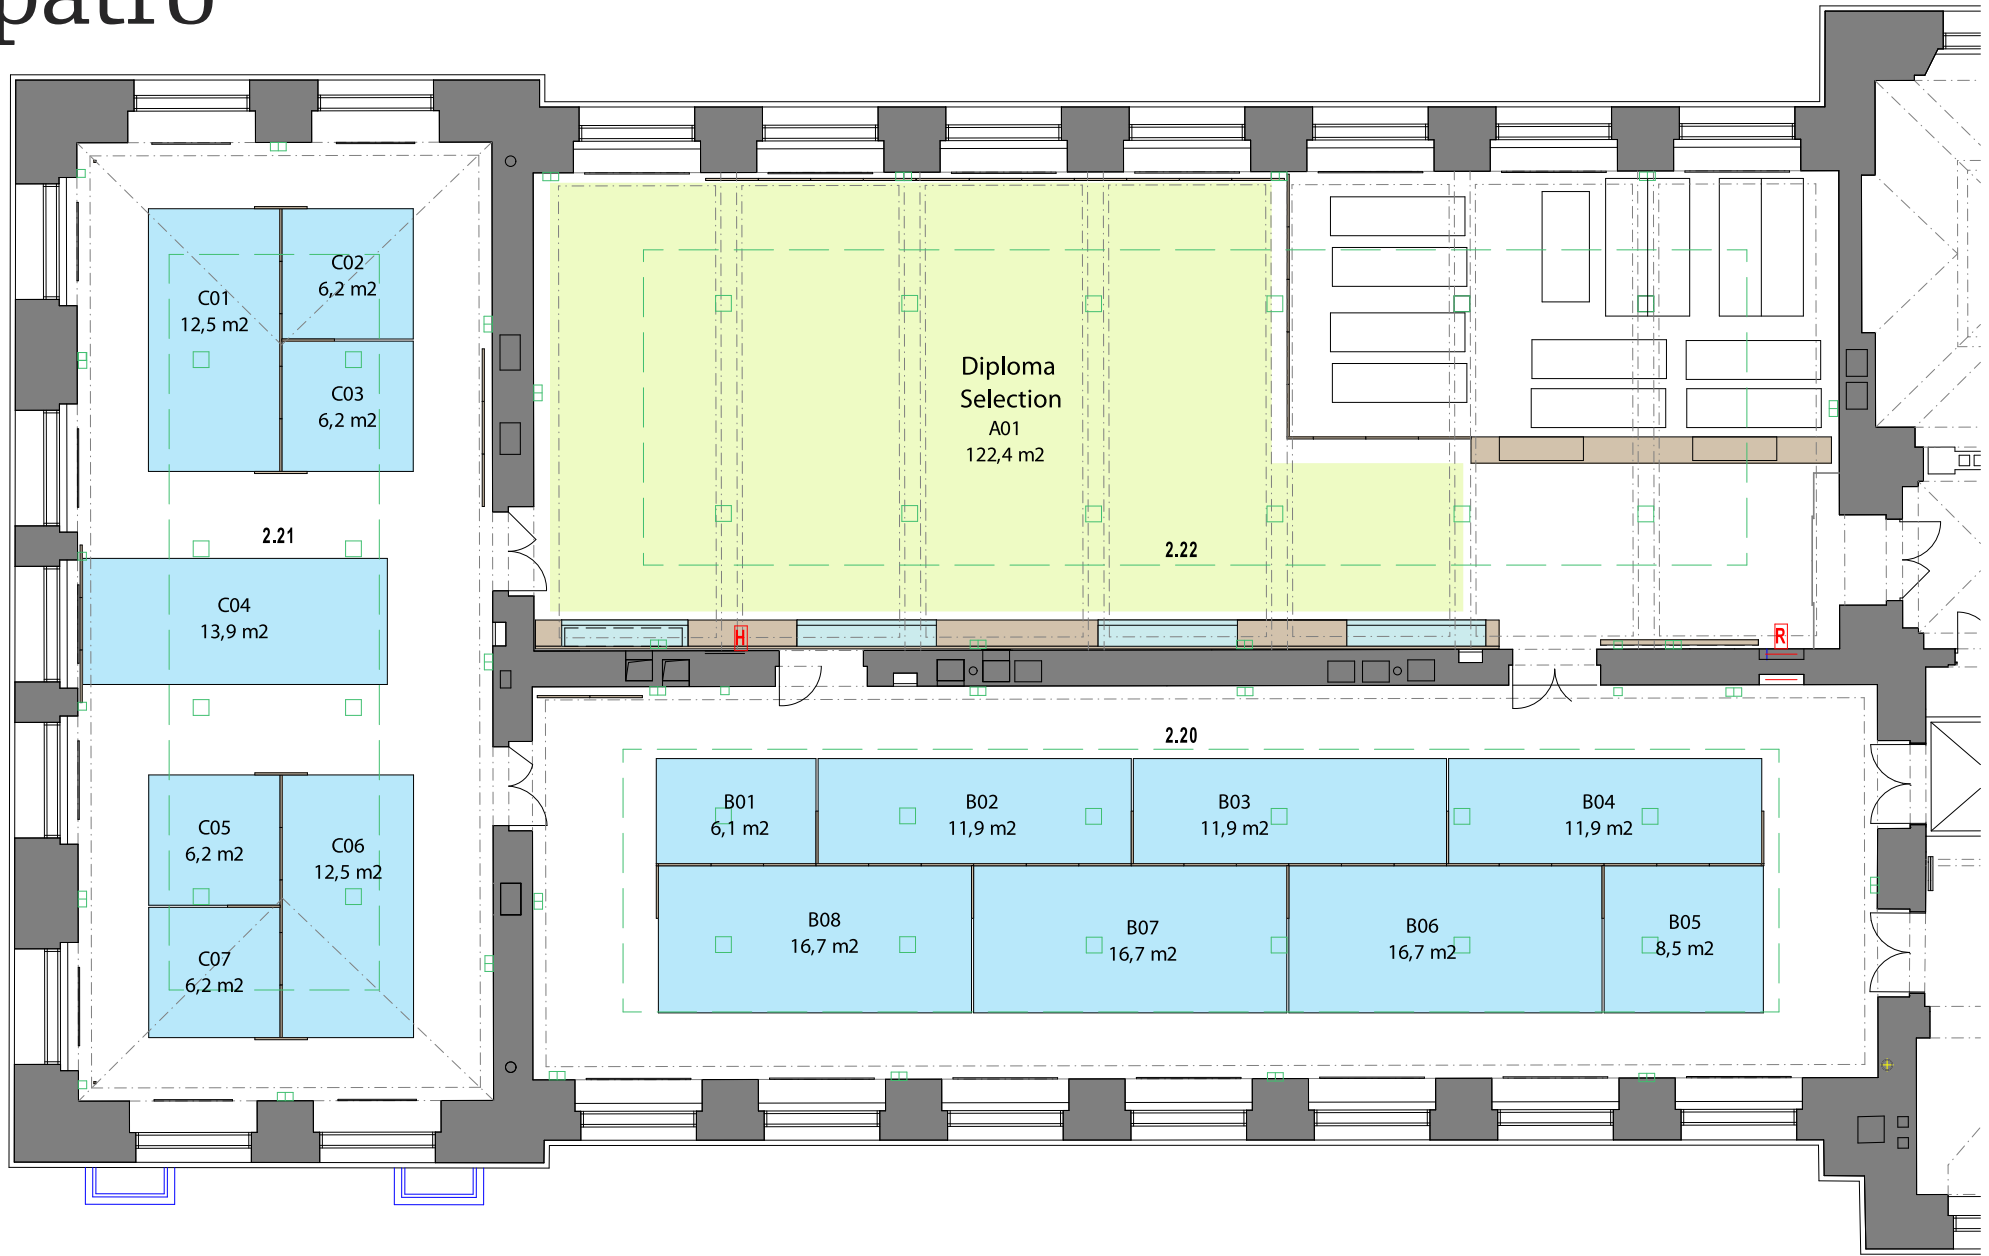 patro
C01
12,5 m2
C02
6,2 m2
C03
6,2 m2
2.21
C04
13,9 m2
C05
6,2 m2
C06
12,5 m2
C07
6,2 m2
Diploma
Selection
A01
122,4 m2
2.22
H
R
2.20
B01
6,1 m2
B02
11,9 m2
B03
11,9 m2
B04
11,9 m2
B08
16,7 m2
B07
16,7 m2
B06
16,7 m2
B05
8,5 m2